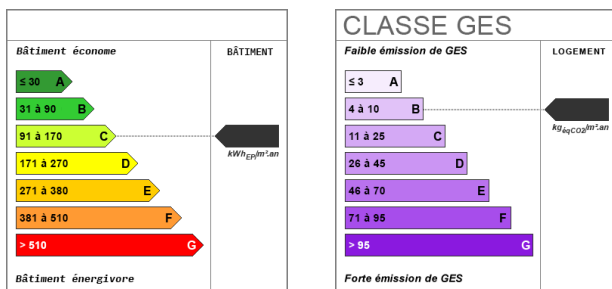 Bâtiment économe
BÂTIMENT
≤ 30 A
31 à 90 B
91 à 170 C
kWhEP/m².an
171 à 270 D
271 à 380 E
381 à 510 F
> 510 G
Bâtiment énergivore
CLASSE GES
Faible émission de GES
LOGEMENT
≤ 3 A
4 à 10 B
kgéqCO2/m².an
11 à 25 C
26 à 45 D
46 à 70 E
71 à 95 F
> 95 G
Forte émission de GES